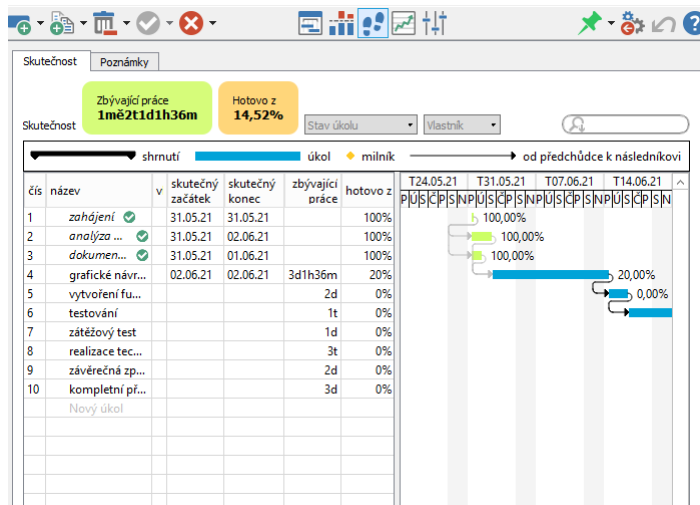 Skutečnost Poznámky
Zbývající práce
1mě2t1d1h36m
Hotovo z
14,52%
Skutečnost
Stav úkolu
Vlastník
shrnutí úkol milník od předchůdce k následníkovi
čís název v skutečný začátek skutečný konec zbývající práce hotovo z
T24.05.21 T31.05.21 T07.06.21 T14.06.21
P Ú S Č P S N P Ú S Č P S N P Ú S Č P S N P Ú S Č P S N
1 zahájení 31.05.21 31.05.21 100% 100,00%
2 analýza ... 31.05.21 02.06.21 100% 100,00%
3 dokumen... 31.05.21 01.06.21 100% 100,00%
4 grafické návr... 02.06.21 02.06.21 3d1h36m 20% 20,00%
5 vytvoření fu... 2d 0% 0,00%
6 testování 1t 0%
7 zátěžový test 1d 0%
8 realizace tec... 3t 0%
9 závěrečná zp... 2d 0%
10 kompletní př... 3d 0%
Nový úkol